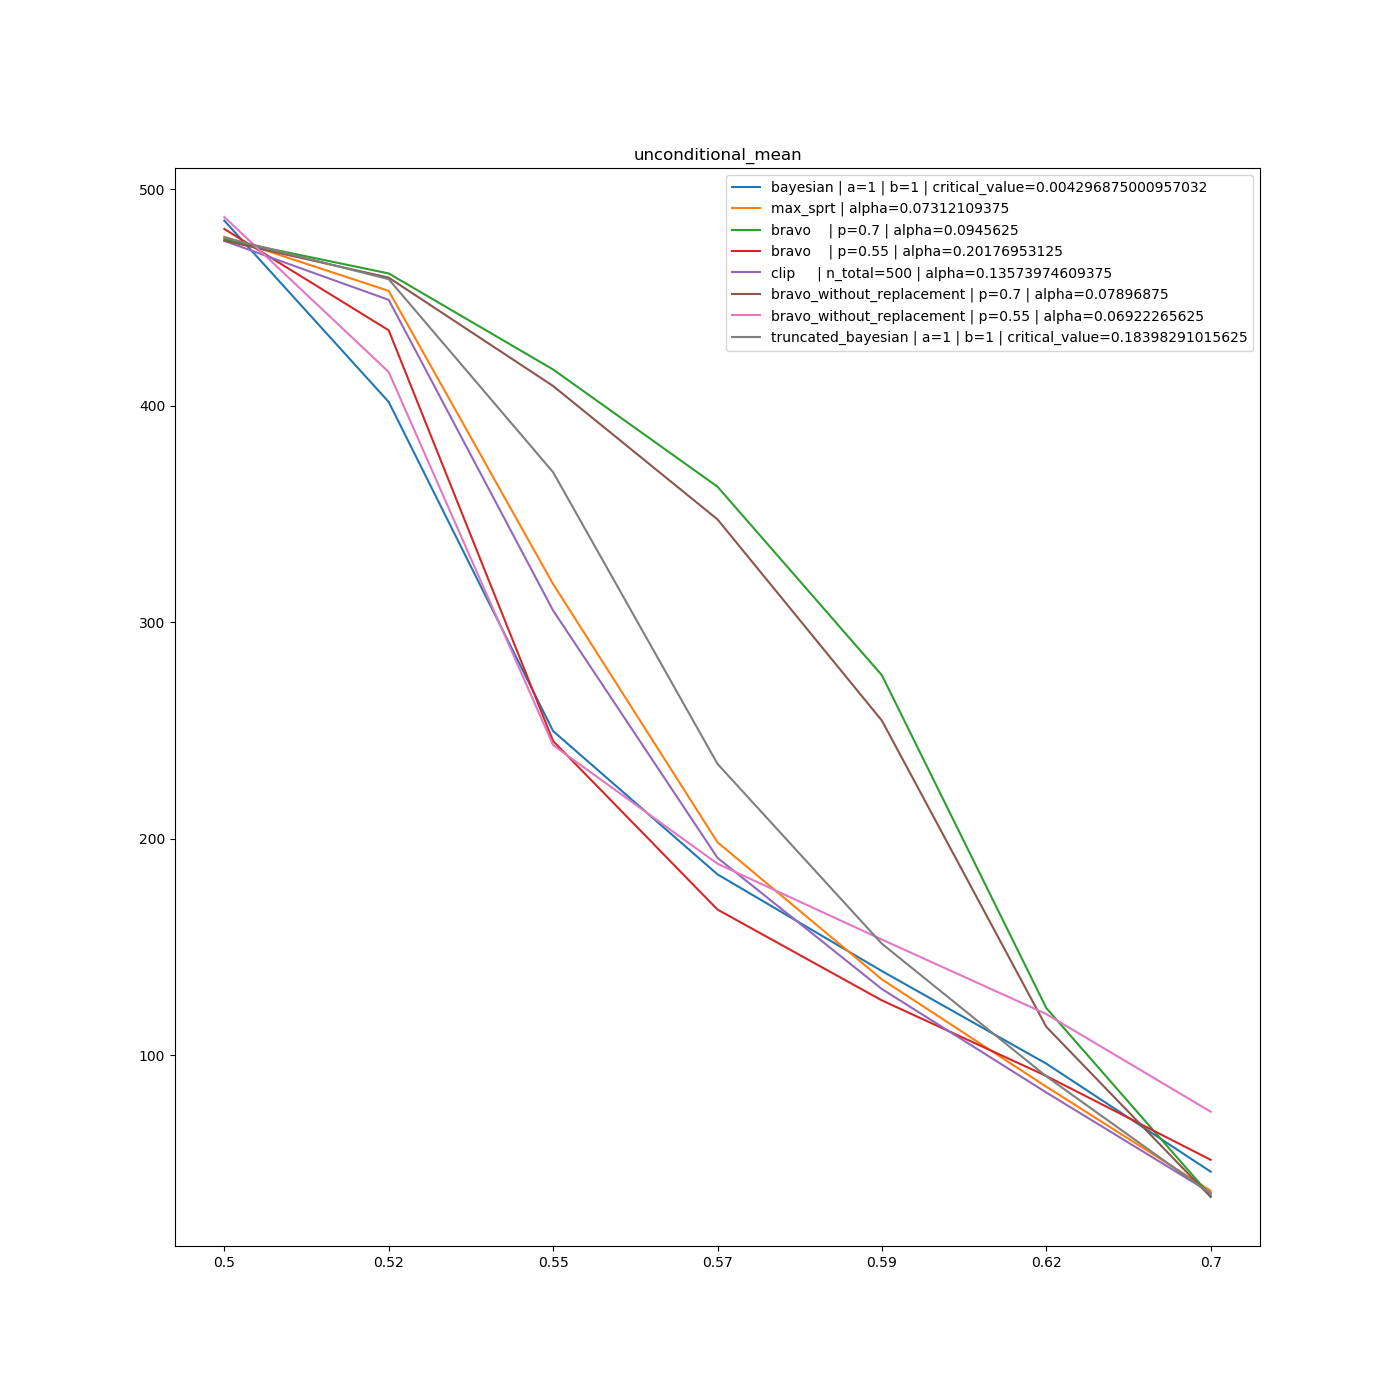 unconditional_mean
500
400
300
200
100
bayesian | a=1 | b=1 | critical_value=0.004296875000957032
max_sprt | alpha=0.07312109375
bravo    | p=0.7 | alpha=0.0945625
bravo    | p=0.55 | alpha=0.20176953125
clip     | n_total=500 | alpha=0.13573974609375
bravo_without_replacement | p=0.7 | alpha=0.07896875
bravo_without_replacement | p=0.55 | alpha=0.06922265625
truncated_bayesian | a=1 | b=1 | critical_value=0.18398291015625
0.5 0.52 0.55 0.57 0.59 0.62 0.7